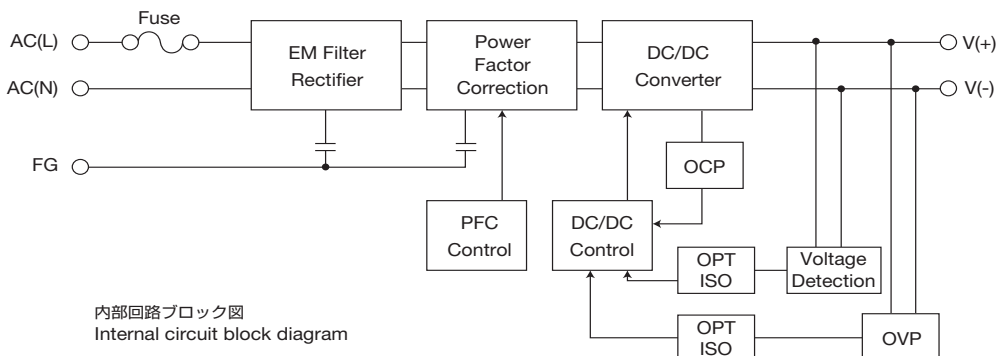 Fuse
AC(L)
AC(N)
FG
EM Filter
Rectifier
Power
Factor
Correction
DC/DC
Converter
V(+)
V(-)
OCP
PFC
Control
DC/DC
Control
OPT
ISO
Voltage
Detection
OPT
ISO
OVP
内部回路ブロック図
Internal circuit block diagram